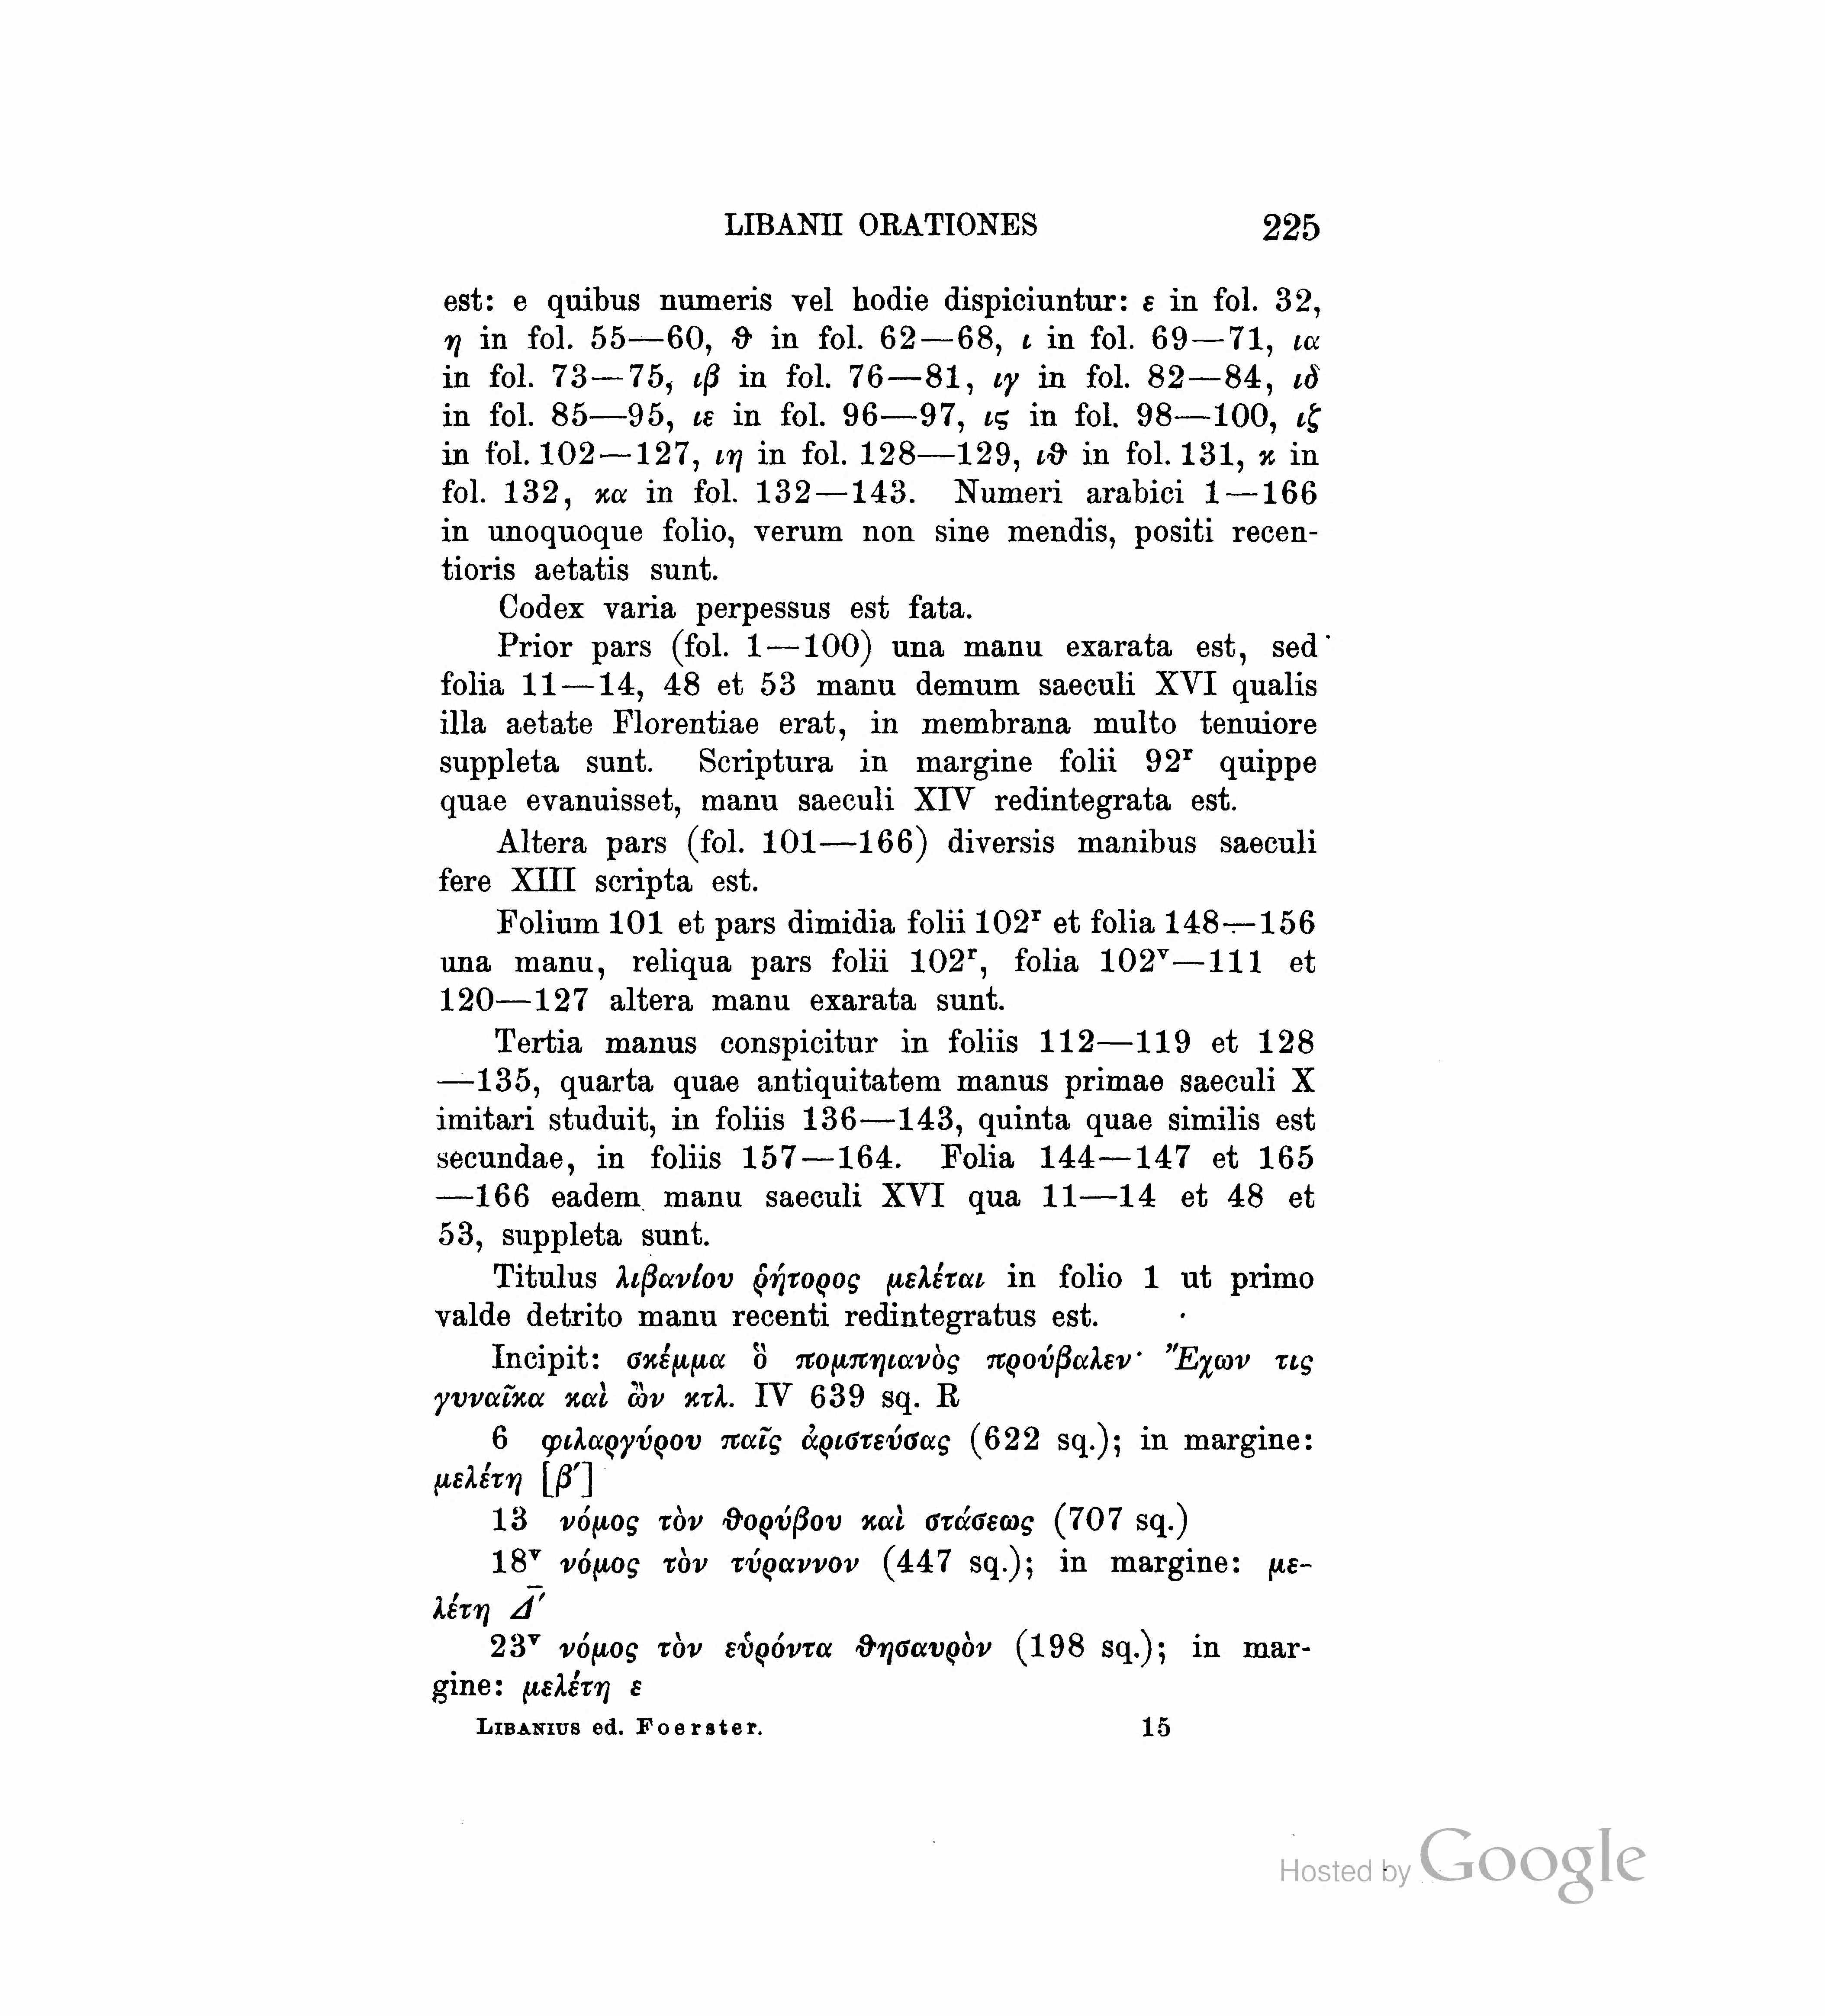 LIBANII ORATIONES 225
est: e quibus numeris vel hodie dispiciuntur: ε in fol. 32,
η in fol. 55—60, ϑ in fol. 62—68, ι in fol. 69—71, ια
in fol. 73—75, ιβ in fol. 76—81, ιγ in fol. 82—84, ιδ
in fol. 85—95, ιε in fol. 96—97, ις in fol. 98—100, ιζ
in fol. 102—127, ιη in fol. 128—129, ιϑ in fol. 131, κ in
fol. 132, κα in fol. 132—143. Numeri arabici 1—166
in unoquoque folio, verum non sine mendis, positi recen-
tioris aetatis sunt.
Codex varia perpessus est fata.
Prior pars (fol. 1—100) una manu exarata est, sed
folia 11—14, 48 et 53 manu demum saeculi XVI qualis
illa aetate Florentiae erat, in membrana multo tenuiore
suppleta sunt. Scriptura in margine folii 92ʳ quippe
quae evanuisset, manu saeculi XIV redintegrata est.
Altera pars (fol. 101—166) diversis manibus saeculi
fere XIII scripta est.
Folium 101 et pars dimidia folii 102ʳ et folia 148—156
una manu, reliqua pars folii 102ʳ, folia 102ᵛ—111 et
120—127 altera manu exarata sunt.
Tertia manus conspicitur in foliis 112—119 et 128
—135, quarta quae antiquitatem manus primae saeculi X
imitari studuit, in foliis 136—143, quinta quae similis est
secundae, in foliis 157—164. Folia 144—147 et 165
—166 eadem manu saeculi XVI qua 11—14 et 48 et
53, suppleta sunt.
Titulus λιβανίου ῥήτορος μελέται in folio 1 ut primo
valde detrito manu recenti redintegratus est.
Incipit: σκέμμα ὃ πομπηιανὸς προύβαλεν· Ἔχων τις
γυναῖκα καὶ ὢν κτλ. IV 639 sq. R
6 φιλαργύρου παῖς ἀριστεύσας (622 sq.); in margine:
μελέτη [β′]
13 νόμος τὸν ϑορύβου καὶ στάσεως (707 sq.)
18ᵛ νόμος τὸν τύραννον (447 sq.); in margine: με-
λέτη Δ̅′
23ᵛ νόμος τὸν εὑρόντα ϑησαυρὸν (198 sq.); in mar-
gine: μελέτη ε
LIBANIUS ed. Foerster. 15
Hosted by Google